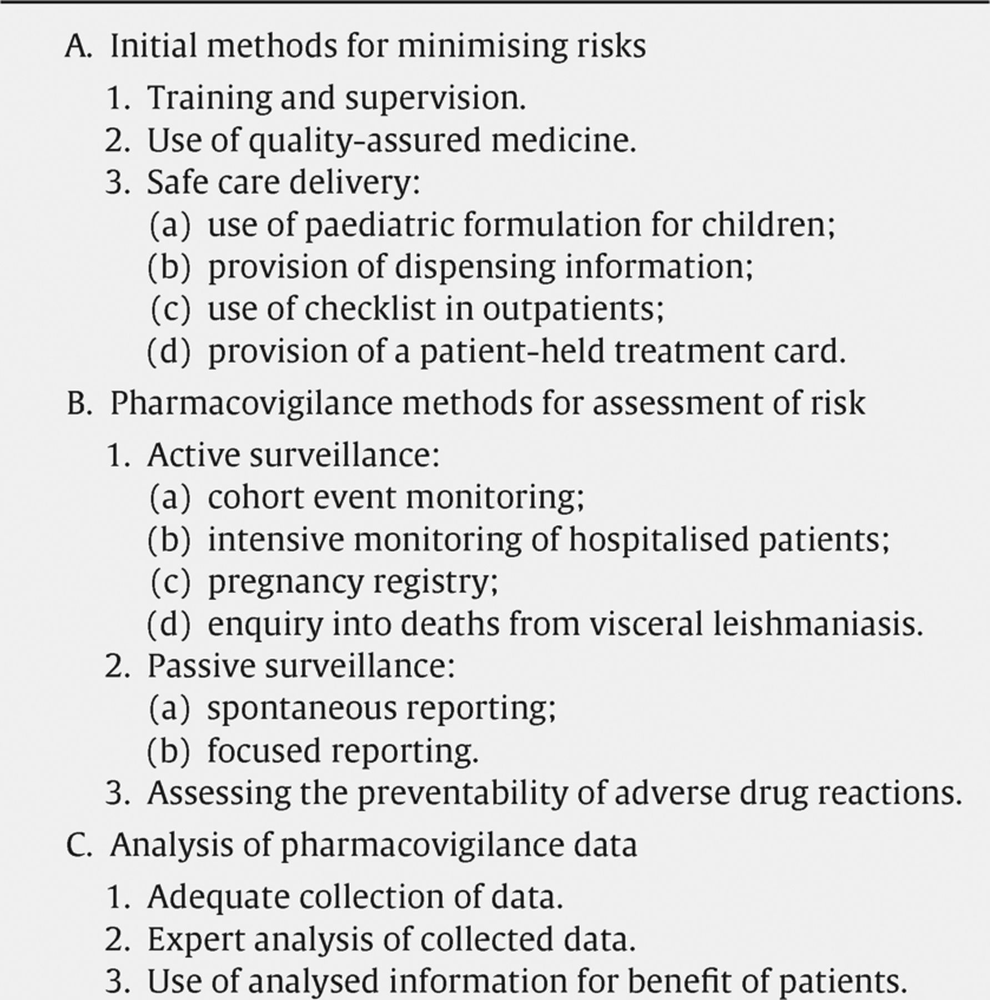 A. Initial methods for minimising risks
1. Training and supervision.
2. Use of quality-assured medicine.
3. Safe care delivery:
(a) use of paediatric formulation for children;
(b) provision of dispensing information;
(c) use of checklist in outpatients;
(d) provision of a patient-held treatment card.
B. Pharmacovigilance methods for assessment of risk
1. Active surveillance:
(a) cohort event monitoring;
(b) intensive monitoring of hospitalised patients;
(c) pregnancy registry;
(d) enquiry into deaths from visceral leishmaniasis.
2. Passive surveillance:
(a) spontaneous reporting;
(b) focused reporting.
3. Assessing the preventability of adverse drug reactions.
C. Analysis of pharmacovigilance data
1. Adequate collection of data.
2. Expert analysis of collected data.
3. Use of analysed information for benefit of patients.